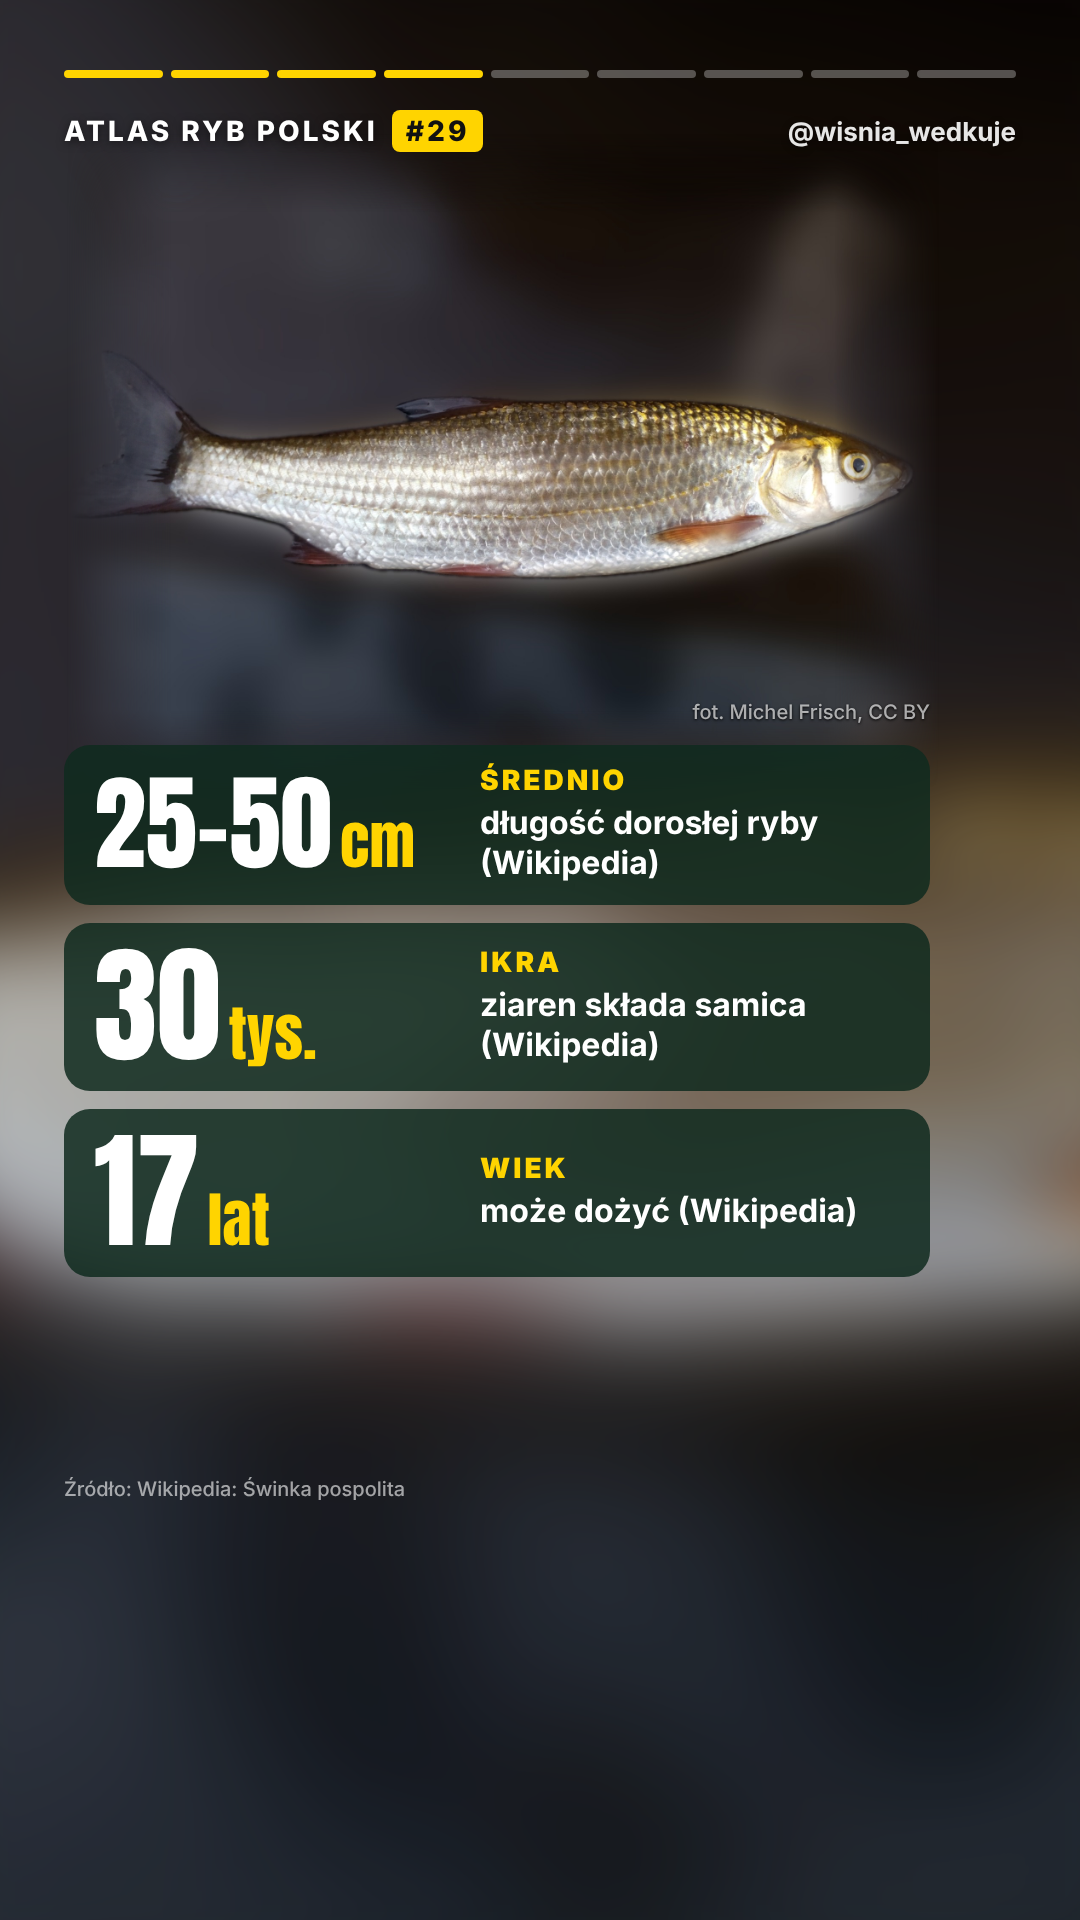 ATLAS RYB POLSKI #29
@wisnia_wedkuje
fot. Michel Frisch, CC BY
25-50 cm
ŚREDNIO
długość dorosłej ryby
(Wikipedia)
30 tys.
IKRA
ziaren składa samica
(Wikipedia)
17 lat
WIEK
może dożyć (Wikipedia)
Źródło: Wikipedia: Świnka pospolita